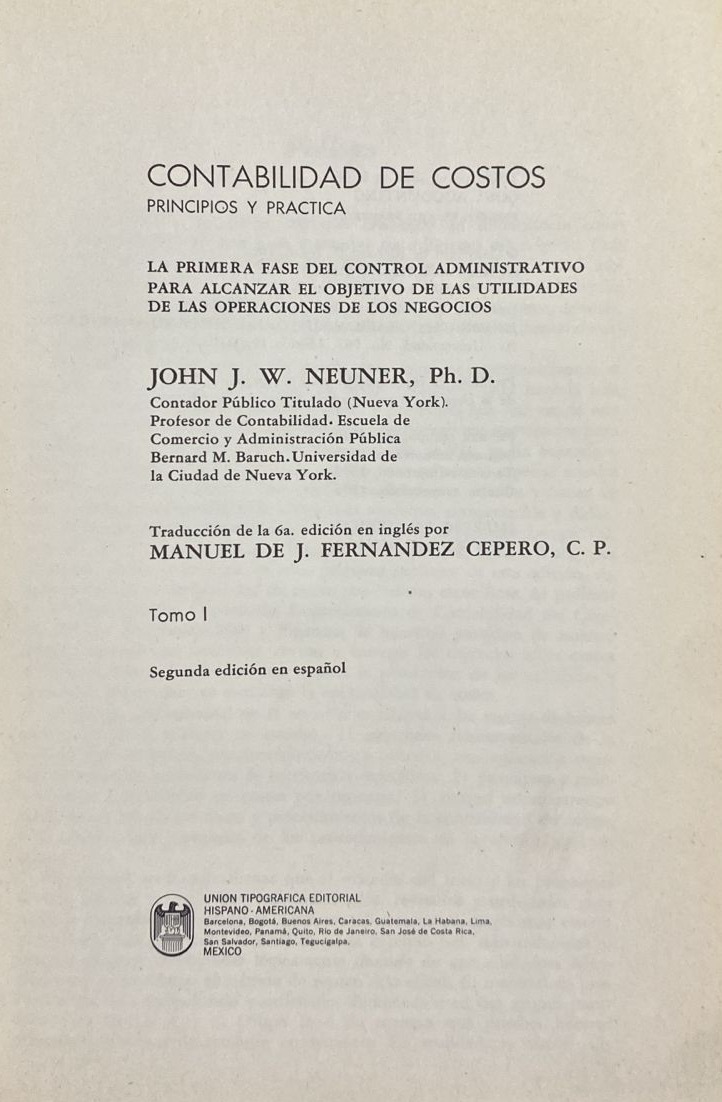 CONTABILIDAD DE COSTOS
PRINCIPIOS Y PRACTICA
LA PRIMERA FASE DEL CONTROL ADMINISTRATIVO
PARA ALCANZAR EL OBJETIVO DE LAS UTILIDADES
DE LAS OPERACIONES DE LOS NEGOCIOS
JOHN J. W. NEUNER, Ph. D.
Contador Público Titulado (Nueva York).
Profesor de Contabilidad. Escuela de
Comercio y Administración Pública
Bernard M. Baruch. Universidad de
la Ciudad de Nueva York.
Traducción de la 6a. edición en inglés por
MANUEL DE J. FERNANDEZ CEPERO, C. P.
Tomo I
Segunda edición en español
UNION TIPOGRAFICA EDITORIAL
HISPANO-AMERICANA
Barcelona, Bogotá, Buenos Aires, Caracas, Guatemala, La Habana, Lima,
Montevideo, Panamá, Quito, Río de Janeiro, San José de Costa Rica,
San Salvador, Santiago, Tegucigalpa,
MEXICO